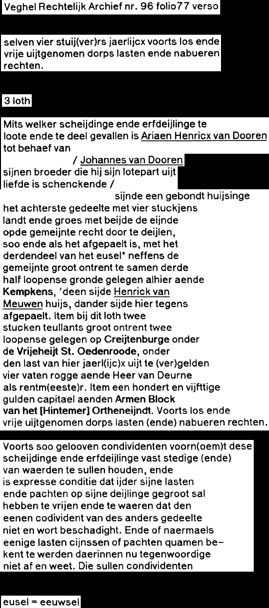 Veghel Rechtelijk Archief nr. 96 folio77 verso
selven vier stuij(ver)rs jaerlijcx voorts los ende
vrije uijtgenomen dorps lasten ende nabueren
rechten.
3 loth
Mits welker scheijdinge ende erfdeijlinge te
loote ende te deel gevallen is Ariaen Henricx van Dooren
tot behaef van
/ Johannes van Dooren
sijnen broeder die hij sijn lotepart uijt
liefde is schenckende /
sijnde een gebondt huijsinge
het achterste gedeelte met vier stuckjens
landt ende groes met beijde de eijnde
opde gemeijnte recht door te deijlen,
soo ende als het afgepaelt is, met het
derdendeel van het eusel* neffens de
gemeijnte groot ontrent te samen derde
half loopense gronde gelegen alhier aende
Kempkens, 'deen sijde Henrick van
Meuwen huijs, dander sijde hier tegens
afgepaelt. Item bij dit loth twee
stucken teullants groot ontrent twee
loopense gelegen op Creijtenburge onder
de Vrijeheijt St. Oedenroode, onder
den last van hier jaerl(ijc)x uijt te (ver)gelden
vier vaten rogge aende Heer van Deurne
als rentm(eeste)r. Item een hondert en vijfftige
gulden capitael aenden Armen Block
van het [Hintemer] Ortheneijndt. Voorts los ende
vrije uijtgenomen dorps lasten (ende) nabueren rechten.
Voorts soo gelooven condividenten voorn(oem)t dese
scheijdinge ende erfdeijlinge vast stedige (ende)
van waerden te sullen houden, ende
is expresse conditie dat ijder sijne lasten
ende pachten op sijne deijlinge gegroot sal
hebben te vrijen ende te waeren dat den
eenen codivident van des anders gedeelte
niet en wort beschadight. Ende of naermaels
eenige lasten cijnssen of pachten quamen be-
kent te werden daerinnen nu tegenwoordige
niet af en weet. Die sullen condividenten
eusel = eeuwsel